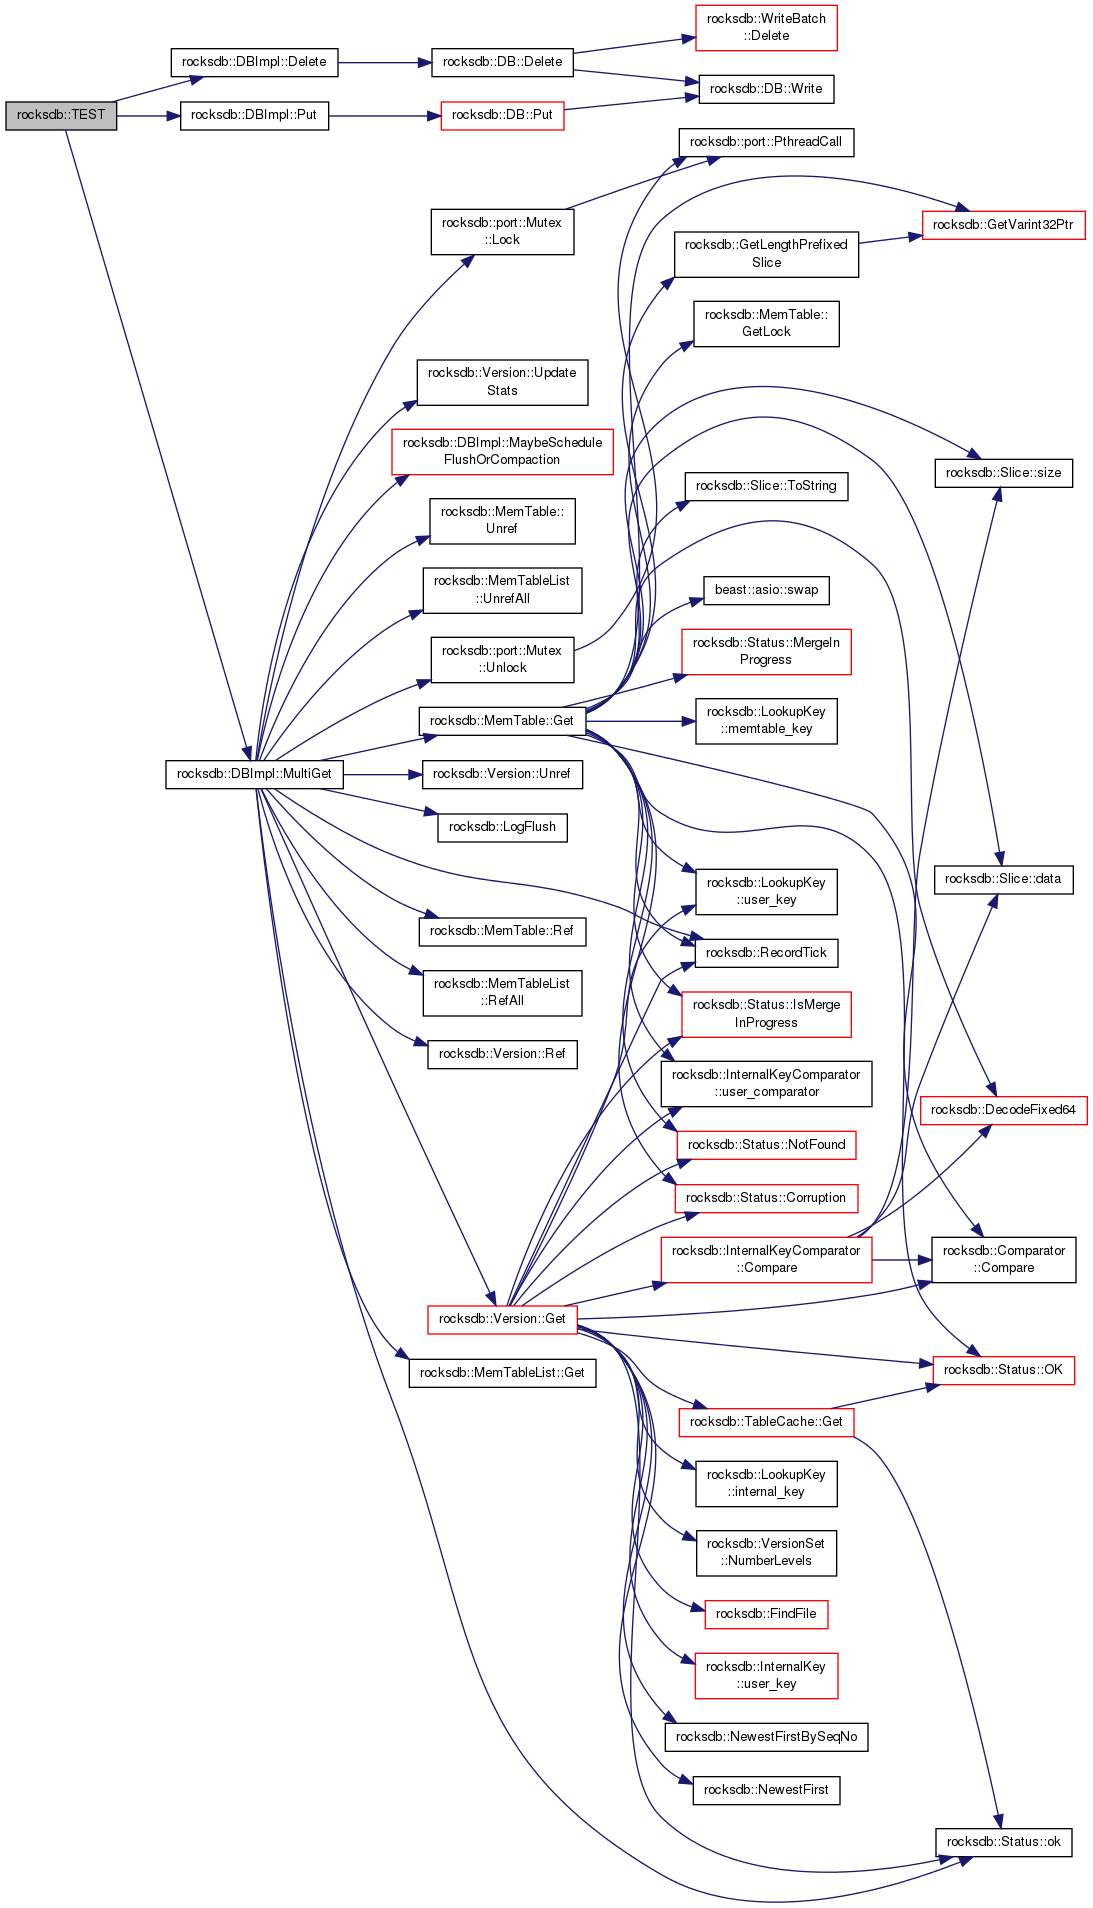 rocksdb::WriteBatch
::Delete
rocksdb::DBImpl::Delete
rocksdb::DB::Delete
rocksdb::DB::Write
rocksdb::TEST
rocksdb::DBImpl::Put
rocksdb::DB::Put
rocksdb::port::PthreadCall
rocksdb::port::Mutex
::Lock
rocksdb::GetVarint32Ptr
rocksdb::GetLengthPrefixed
Slice
rocksdb::MemTable::
GetLock
rocksdb::Version::Update
Stats
rocksdb::DBImpl::MaybeSchedule
FlushOrCompaction
rocksdb::Slice::size
rocksdb::Slice::ToString
rocksdb::MemTable::
Unref
rocksdb::MemTableList
::UnrefAll
beast::asio::swap
rocksdb::port::Mutex
::Unlock
rocksdb::Status::MergeIn
Progress
rocksdb::MemTable::Get
rocksdb::LookupKey
::memtable_key
rocksdb::DBImpl::MultiGet
rocksdb::Version::Unref
rocksdb::LogFlush
rocksdb::LookupKey
::user_key
rocksdb::Slice::data
rocksdb::MemTable::Ref
rocksdb::RecordTick
rocksdb::MemTableList
::RefAll
rocksdb::Status::IsMerge
InProgress
rocksdb::Version::Ref
rocksdb::InternalKeyComparator
::user_comparator
rocksdb::DecodeFixed64
rocksdb::Status::NotFound
rocksdb::Status::Corruption
rocksdb::InternalKeyComparator
::Compare
rocksdb::Comparator
::Compare
rocksdb::Version::Get
rocksdb::MemTableList::Get
rocksdb::Status::OK
rocksdb::TableCache::Get
rocksdb::LookupKey
::internal_key
rocksdb::VersionSet
::NumberLevels
rocksdb::FindFile
rocksdb::InternalKey
::user_key
rocksdb::NewestFirstBySeqNo
rocksdb::NewestFirst
rocksdb::Status::ok